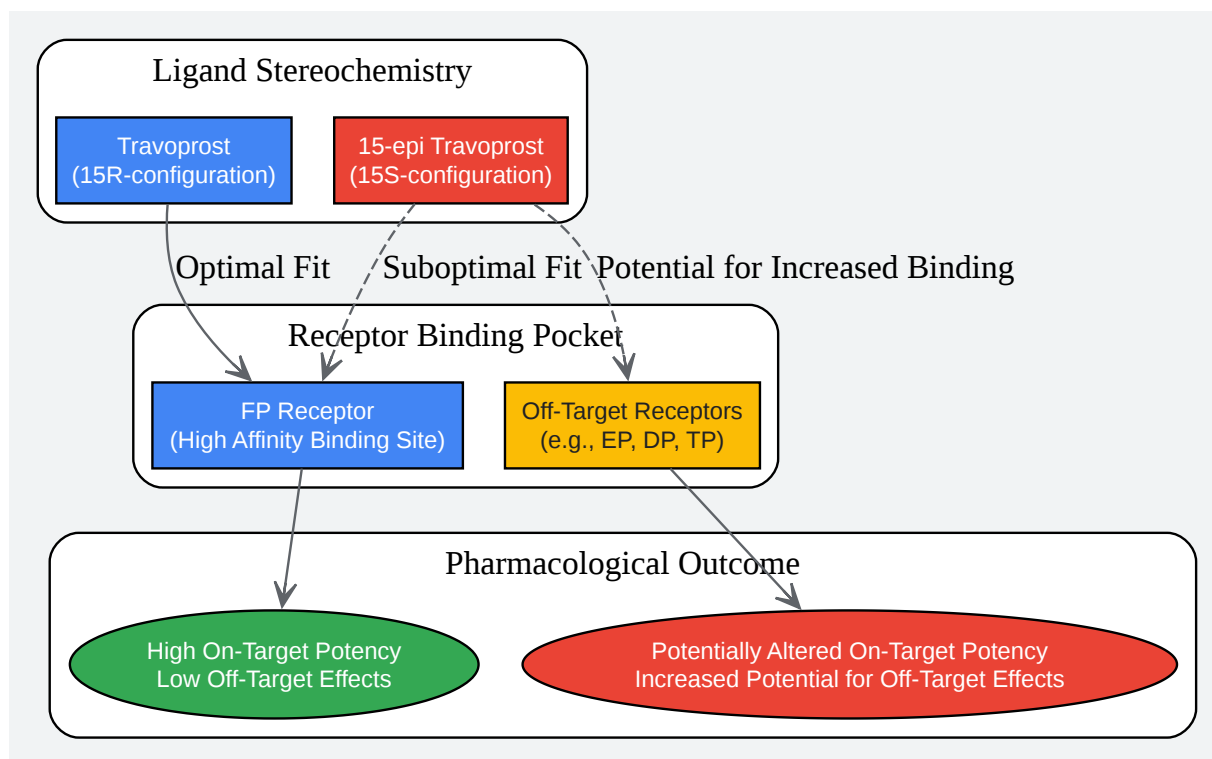 Ligand Stereochemistry
Travoprost
(15R-configuration)
15-epi Travoprost
(15S-configuration)
Optimal Fit
Suboptimal Fit
Potential for Increased Binding
Receptor Binding Pocket
FP Receptor
(High Affinity Binding Site)
Off-Target Receptors
(e.g., EP, DP, TP)
Pharmacological Outcome
High On-Target Potency
Low Off-Target Effects
Potentially Altered On-Target Potency
Increased Potential for Off-Target Effects